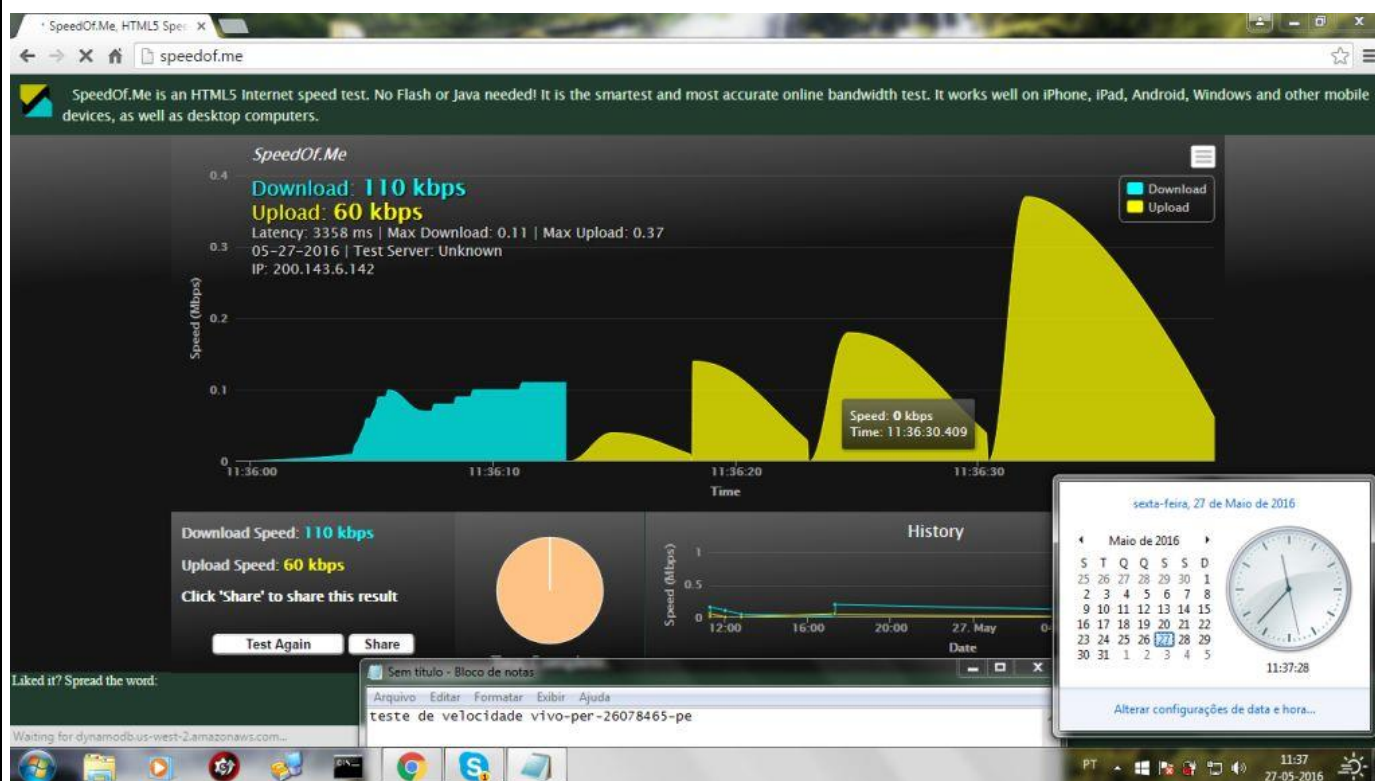 SpeedOf.Me, HTML5 Spe
speedof.me
SpeedOf.Me is an HTML5 Internet speed test. No Flash or Java needed! It is the smartest and most accurate online bandwidth test. It works well on iPhone, iPad, Android, Windows and other mobile
devices, as well as desktop computers.
SpeedOf.Me
0.4
Download: 110 kbps
Upload: 60 kbps
Latency: 3358 ms | Max Download: 0.11 | Max Upload: 0.37
05-27-2016 | Test Server: Unknown
IP: 200.143.6.142
Download
Upload
0.3
0.2
0.1
0
Speed (Mbps)
Speed: 0 kbps
Time: 11:36:30.409
11:36:00 11:36:10 11:36:20 11:36:30
Time
Download Speed: 110 kbps
Upload Speed: 60 kbps
Click 'Share' to share this result
Test Again Share
History
Speed (Mbps)
1
0.5
0
12:00 16:00 20:00 27. May
Date
sexta-feira, 27 de Maio de 2016
Maio de 2016
S T Q Q S S D
25 26 27 28 29 30 1
2 3 4 5 6 7 8
9 10 11 12 13 14 15
16 17 18 19 20 21 22
23 24 25 26 27 28 29
30 31 1 2 3 4 5
11:37:28
Alterar configurações de data e hora...
Liked it? Spread the word:
Sem título - Bloco de notas
Arquivo Editar Formatar Exibir Ajuda
teste de velocidade vivo-per-26078465-pe
Waiting for dynamodb.us-west-2.amazonaws.com...
PT
11:37
27-05-2016